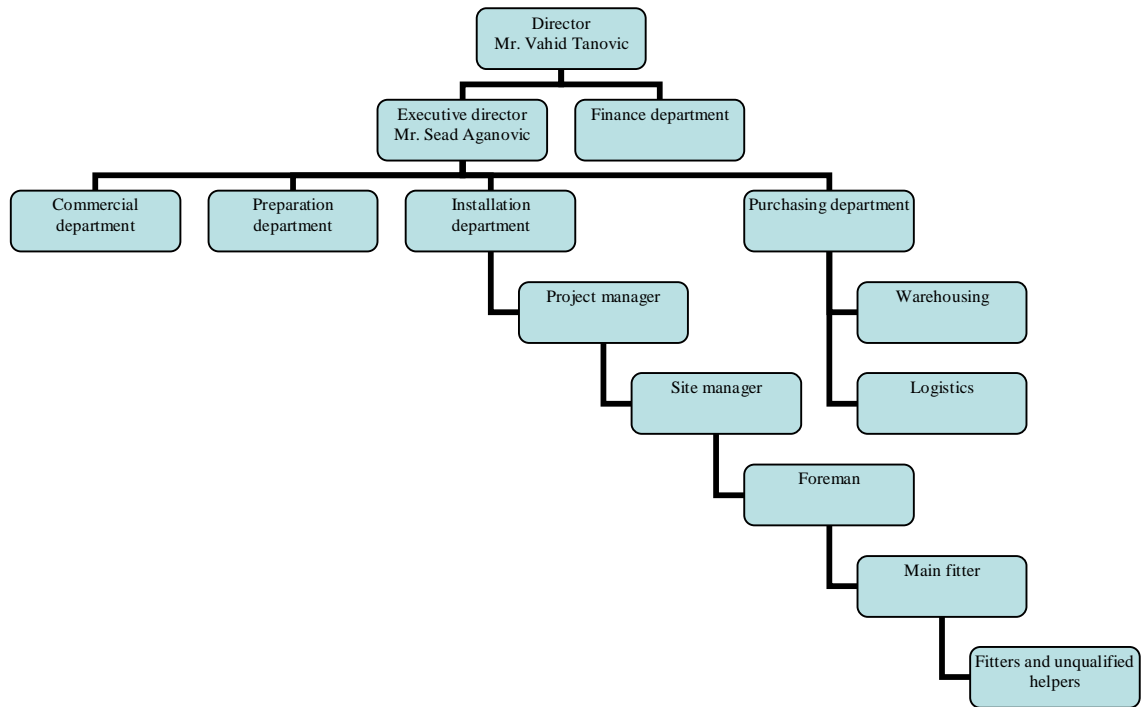 Director
Mr. Vahid Tanovic
Executive director
Mr. Sead Aganovic
Finance department
Commercial
department
Preparation
department
Installation
department
Purchasing department
Project manager
Warehousing
Site manager
Logistics
Foreman
Main fitter
Fitters and unqualified
helpers